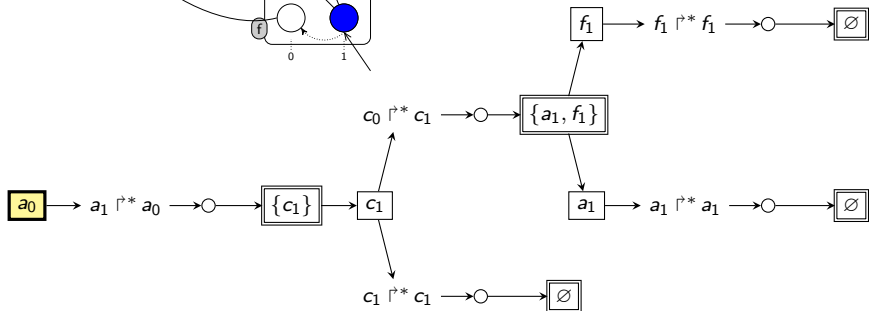 f
0 1
f₁ f₁ ↱* f₁ ∅
c₀ ↱* c₁ {a₁, f₁}
a₀ a₁ ↱* a₀ {c₁} c₁ a₁ a₁ ↱* a₁ ∅
c₁ ↱* c₁ ∅